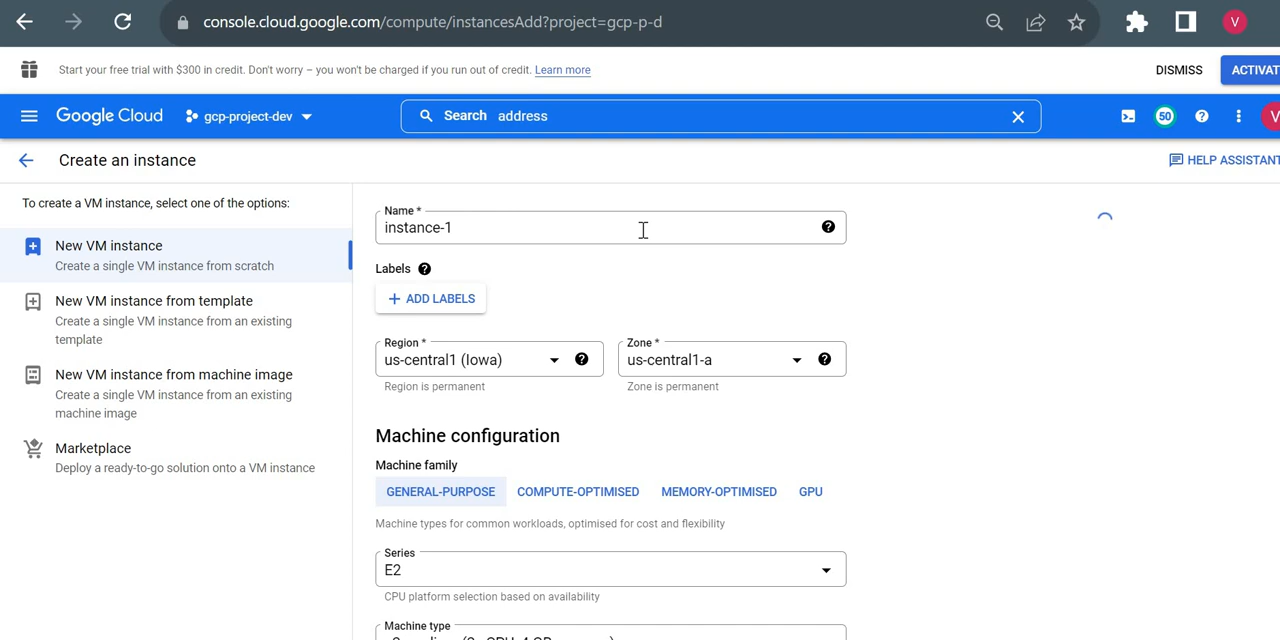 console.cloud.google.com/compute/instancesAdd?project=gcp-p-d
V
Start your free trial with $300 in credit. Don't worry – you won't be charged if you run out of credit. Learn more
DISMISS
ACTIVAT
Google Cloud
gcp-project-dev
Search address
50
V
Create an instance
HELP ASSISTANT
To create a VM instance, select one of the options:
New VM instance
Create a single VM instance from scratch
New VM instance from template
Create a single VM instance from an existing
template
New VM instance from machine image
Create a single VM instance from an existing
machine image
Marketplace
Deploy a ready-to-go solution onto a VM instance
Name *
instance-1
Labels
+ ADD LABELS
Region *
us-central1 (Iowa)
Region is permanent
Zone *
us-central1-a
Zone is permanent
Machine configuration
Machine family
GENERAL-PURPOSE
COMPUTE-OPTIMISED
MEMORY-OPTIMISED
GPU
Machine types for common workloads, optimised for cost and flexibility
Series
E2
CPU platform selection based on availability
Machine type